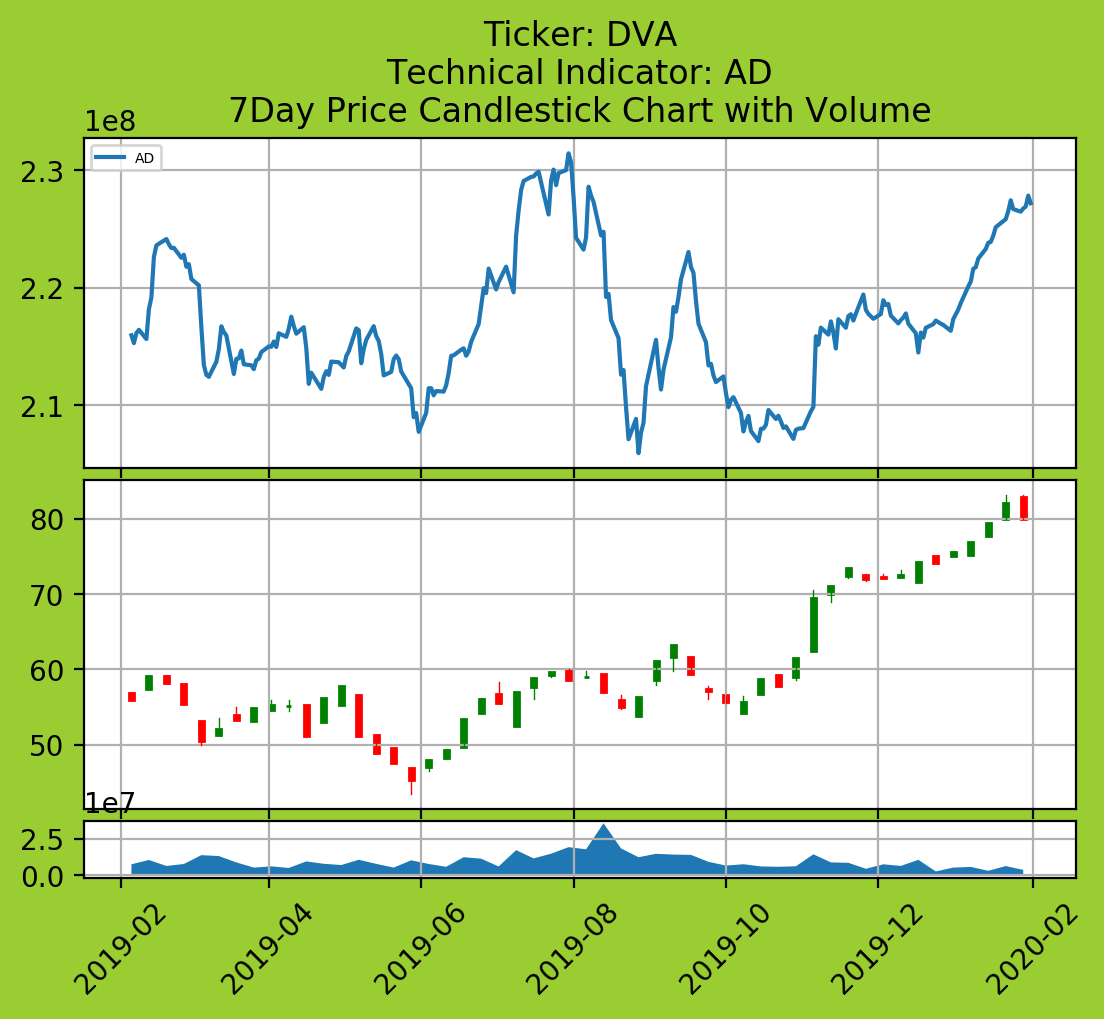 Ticker: DVA
Technical Indicator: AD
7Day Price Candlestick Chart with Volume
1e8
AD
2.3
2.2
2.1
80
70
60
50
1e7
2.5
0.0
2019-02
2019-04
2019-06
2019-08
2019-10
2019-12
2020-02